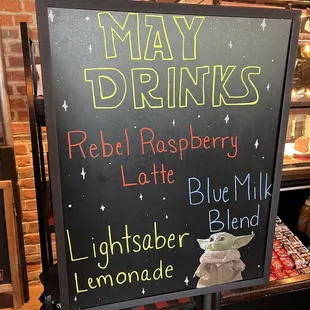 MAY
DRINKS
Rebel Raspberry
Latte
Blue Milk
Blend
Lightsaber
Lemonade